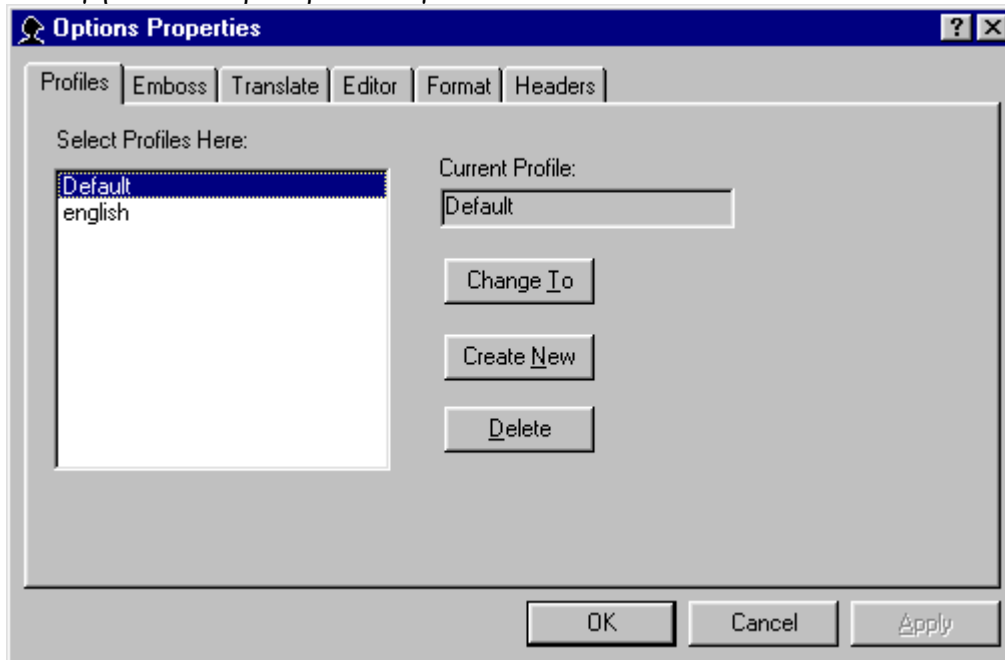 Options Properties
Profiles Emboss Translate Editor Format Headers
Select Profiles Here:
Default
english
Current Profile:
Default
Change To
Create New
Delete
OK Cancel Apply